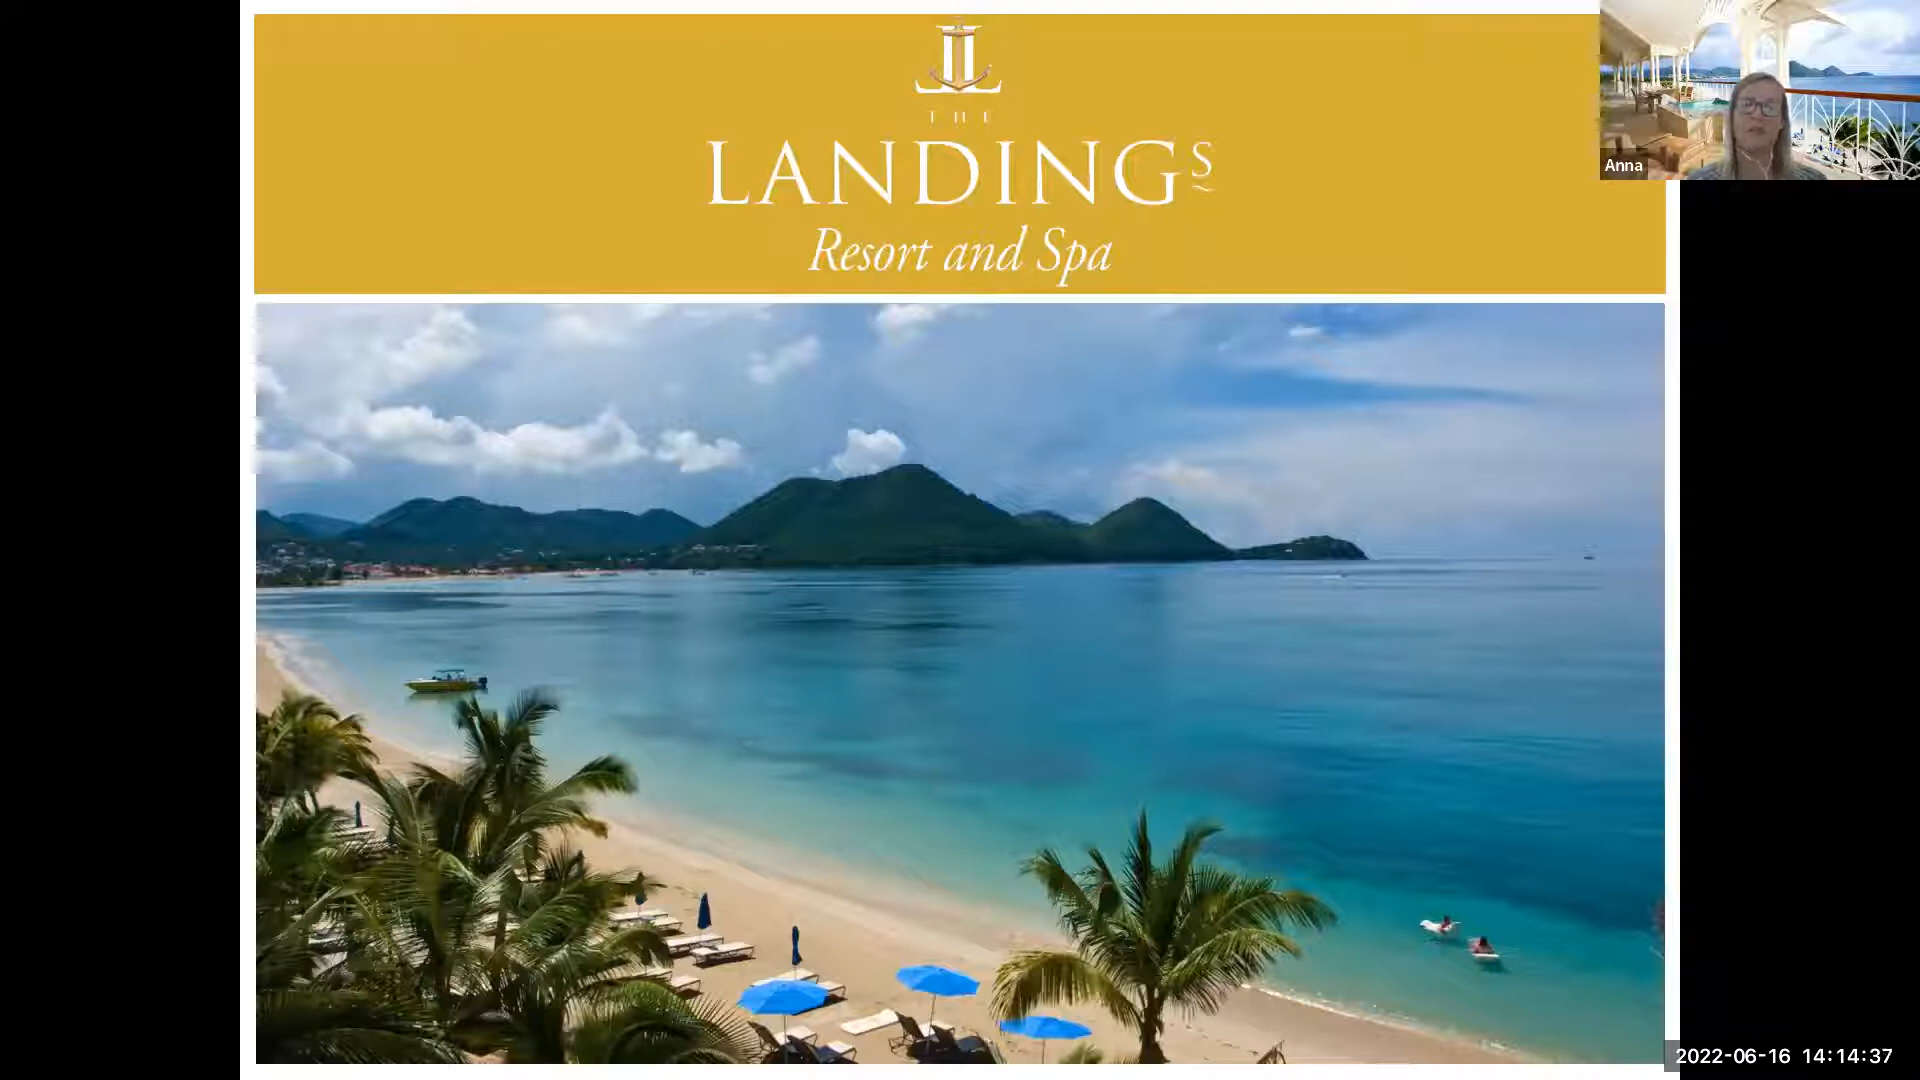 THE
LANDINGS
Resort and Spa
Anna
2022-06-16 14:14:37